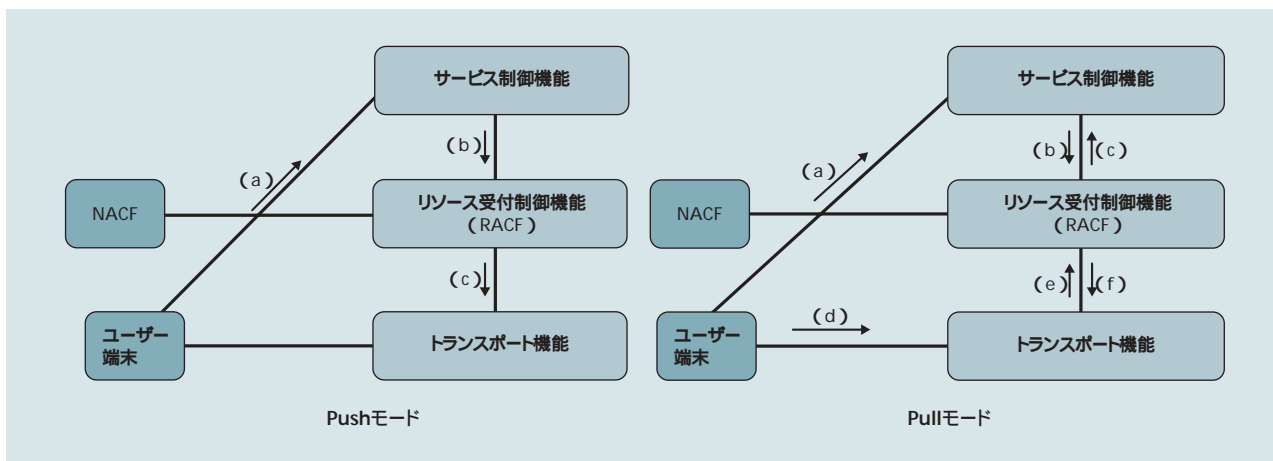 サービス制御機能
(b)
(a)
NACF
リソース受付制御機能
(RACF)
(c)
ユーザー
端末
トランスポート機能
Pushモード
サービス制御機能
(b)
(c)
(a)
NACF
リソース受付制御機能
(RACF)
(e)
(f)
(d)
ユーザー
端末
トランスポート機能
Pullモード